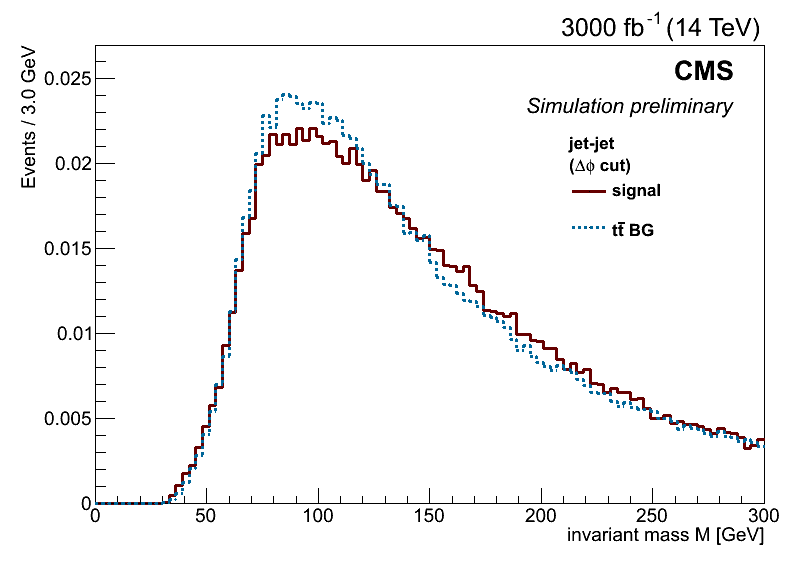 3000 fb⁻¹ (14 TeV)
CMS
Simulation preliminary
jet-jet
(Δϕ cut)
signal
tt̄ BG
Events / 3.0 GeV
0.025
0.02
0.015
0.01
0.005
0
0 50 100 150 200 250 300
invariant mass M [GeV]